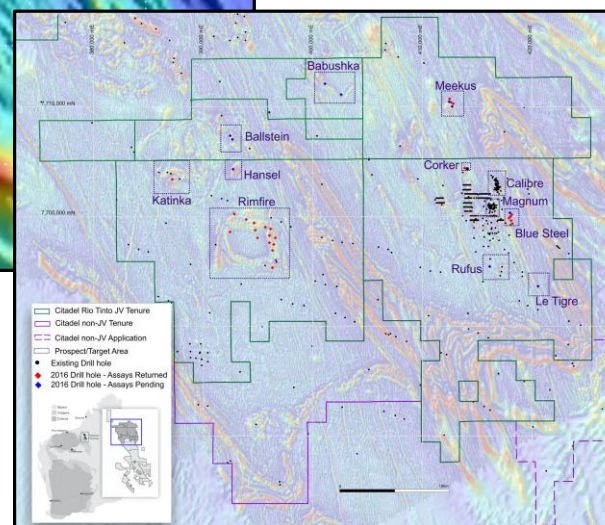 Babushka
Meekus
7,715,000 mN
Ballstein
Corker
Hansel
Calibre
Katinka
Magnum
Rimfire
7,700,000 mN
Blue Steel
Rufus
Le Tigre
Citadel Rio Tinto JV Tenure
Citadel non-JV Tenure
Citadel non-JV Application
Prospect/Target Area
Existing Drill hole
2016 Drill hole - Assays Returned
2016 Drill hole - Assays Pending